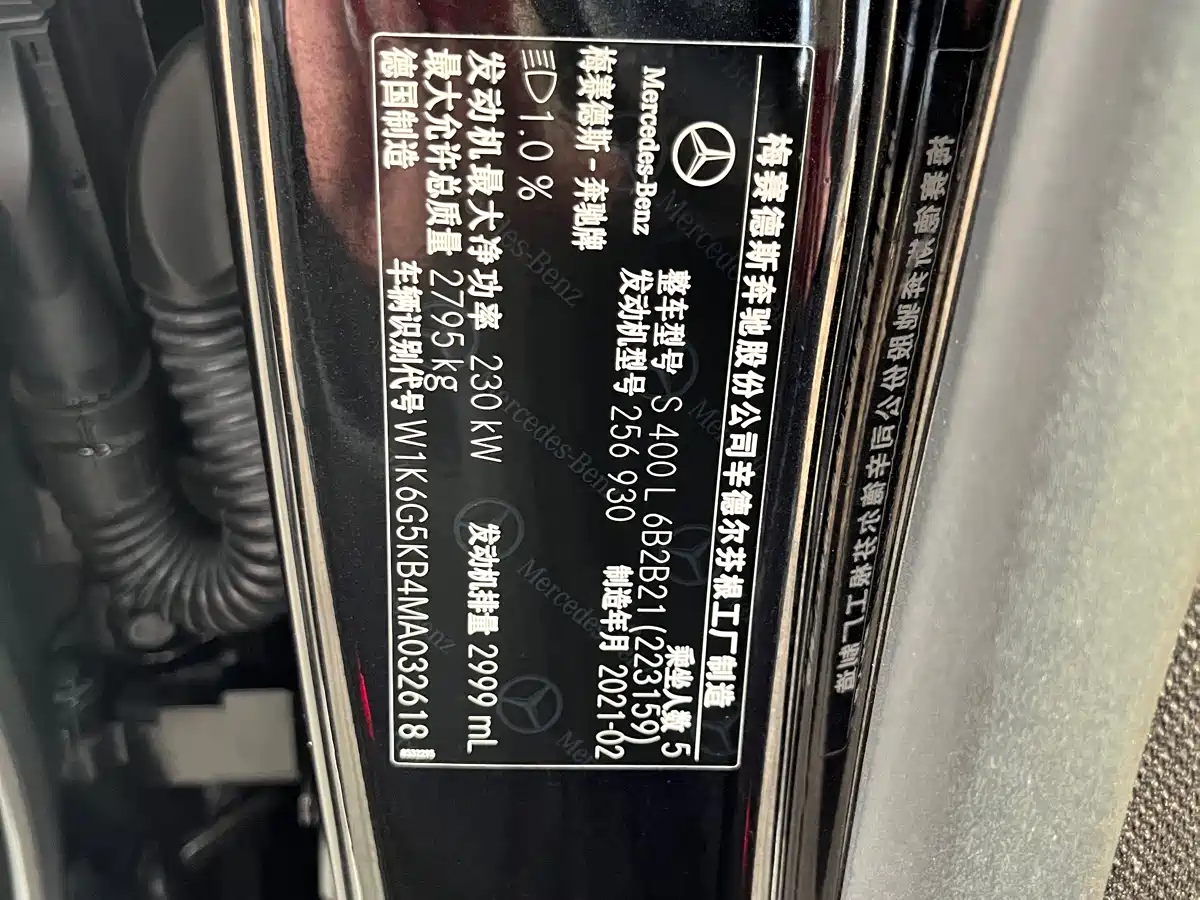 梅赛德斯奔驰股份公司辛德尔芬根工厂制造
Mercedes-Benz
整车型号 S 400 L 6B2B21 (223159)
乘坐人数 5
梅赛德斯-奔驰牌
发动机型号 256 930
制造年月 2021-02
1.0 %
发动机最大净功率 230 kW
发动机排量 2999 mL
最大允许总质量 2795 kg
德国制造
车辆识别代号 W1K6G5KB4MA032618